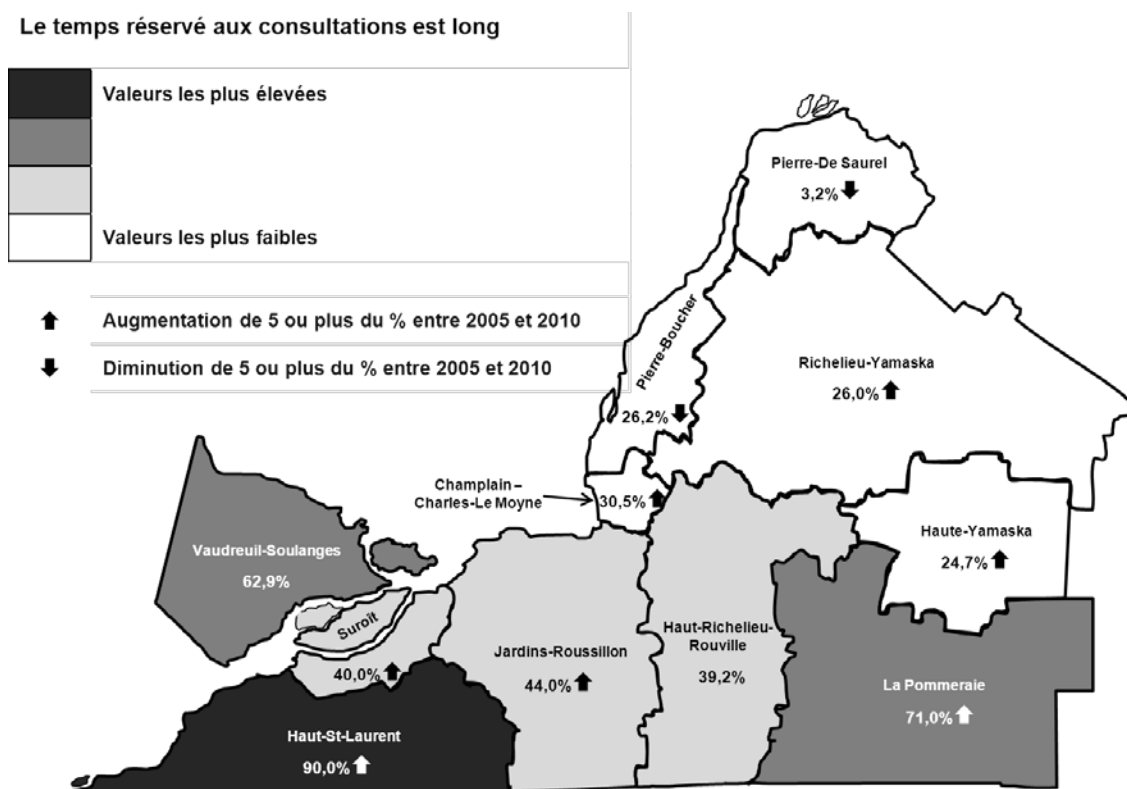 Le temps réservé aux consultations est long
Valeurs les plus élevées
Valeurs les plus faibles
Augmentation de 5 ou plus du % entre 2005 et 2010
Diminution de 5 ou plus du % entre 2005 et 2010
Pierre-De Saurel
3,2%
Pierre-Boucher
26,2%
Richelieu-Yamaska
26,0%
Champlain –
Charles-Le Moyne
30,5%
Haute-Yamaska
24,7%
Vaudreuil-Soulanges
62,9%
Suroît
40,0%
Jardins-Roussillon
44,0%
Haut-Richelieu-
Rouville
39,2%
La Pommeraie
71,0%
Haut-St-Laurent
90,0%